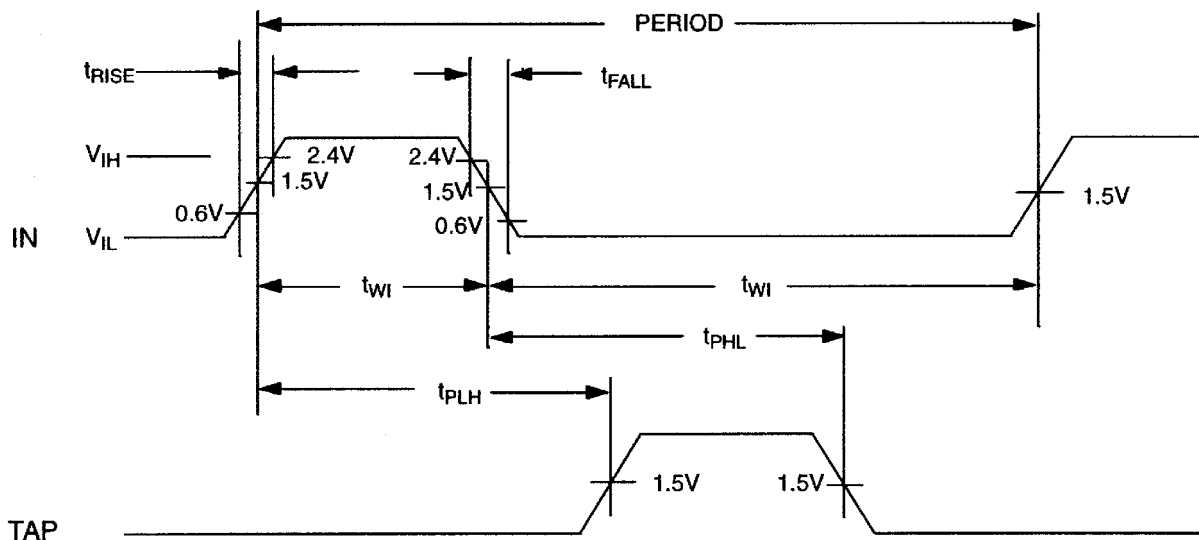 PERIOD
tRISE
tFALL
VIH
2.4V
2.4V
1.5V
1.5V
1.5V
0.6V
0.6V
IN
VIL
tWI
tWI
tPHL
tPLH
1.5V
1.5V
TAP